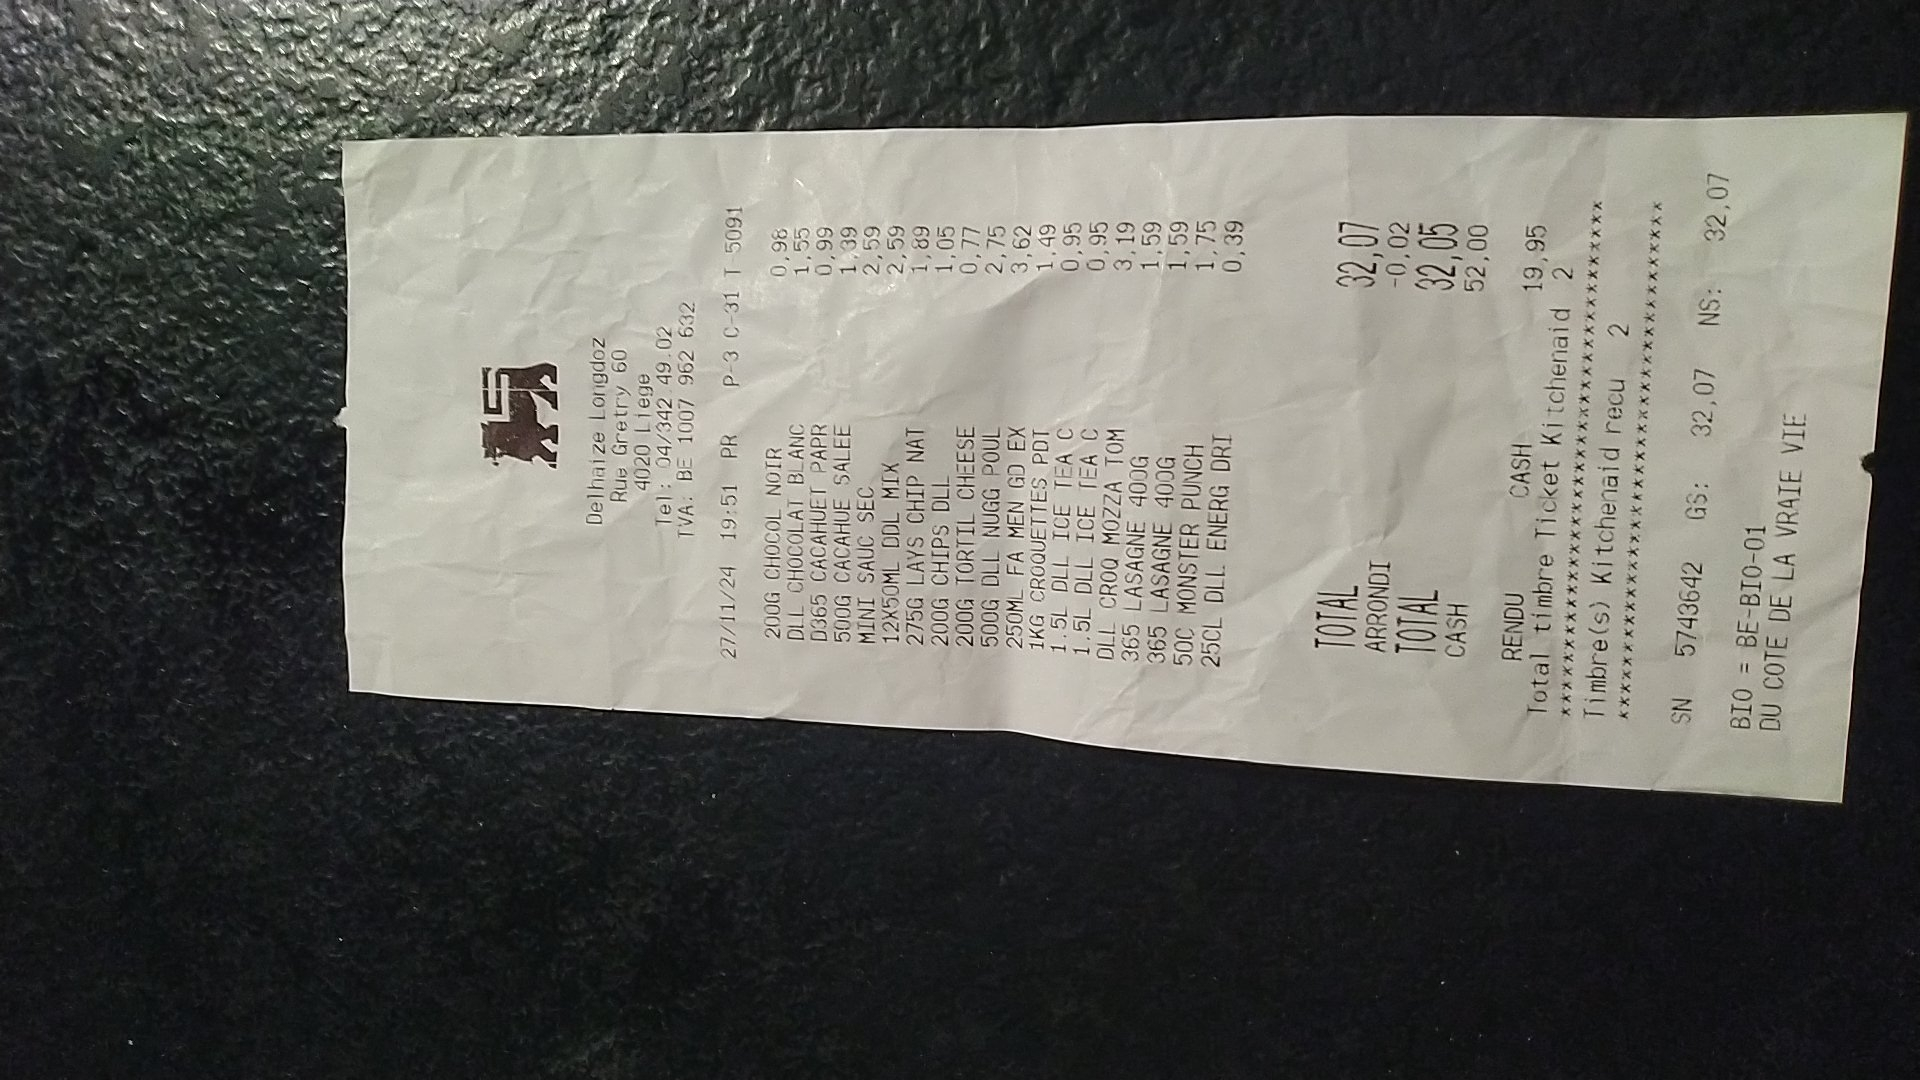 Delhaize Longdoz
Rue Gretry 60
4020 Liege
Tel: 04/342 49.02
TVA: BE 1007 962 632
27/11/24 19:51 PR P-3 C-31 T 5091
200G CHOCOL NOIR 0,98
DLL CHOCOLAT BLANC 1,55
D365 CACAHUET PAPR 0,99
500G CACAHUE SALEE 1,39
MINI SAUC SEC 2,59
12X50ML DDL MIX 2,59
275G LAYS CHIP NAT 1,89
200G CHIPS DLL 1,05
200G TORTIL CHEESE 0,77
500G DLL NUGG POUL 2,75
250ML FA MEN GD EX 3,62
1KG CROQUETTES PDT 1,49
1.5L DLL ICE TEA C 0,95
1.5L DLL ICE TEA C 0,95
DLL CROQ MOZZA TOM 3,19
365 LASAGNE 400G 1,59
365 LASAGNE 400G 1,59
50C MONSTER PUNCH 1,75
25CL DLL ENERG DRI 0,39
TOTAL 32,07
ARRONDI -0,02
TOTAL 32,05
CASH 52,00
RENDU CASH 19,95
Total timbre Ticket Kitchenaid 2
****************************************
Timbre(s) Kitchenaid recu 2
****************************************
SN 5743642 GS: 32,07 NS: 32,07
BIO = BE-BIO-01
DU COTE DE LA VRAIE VIE